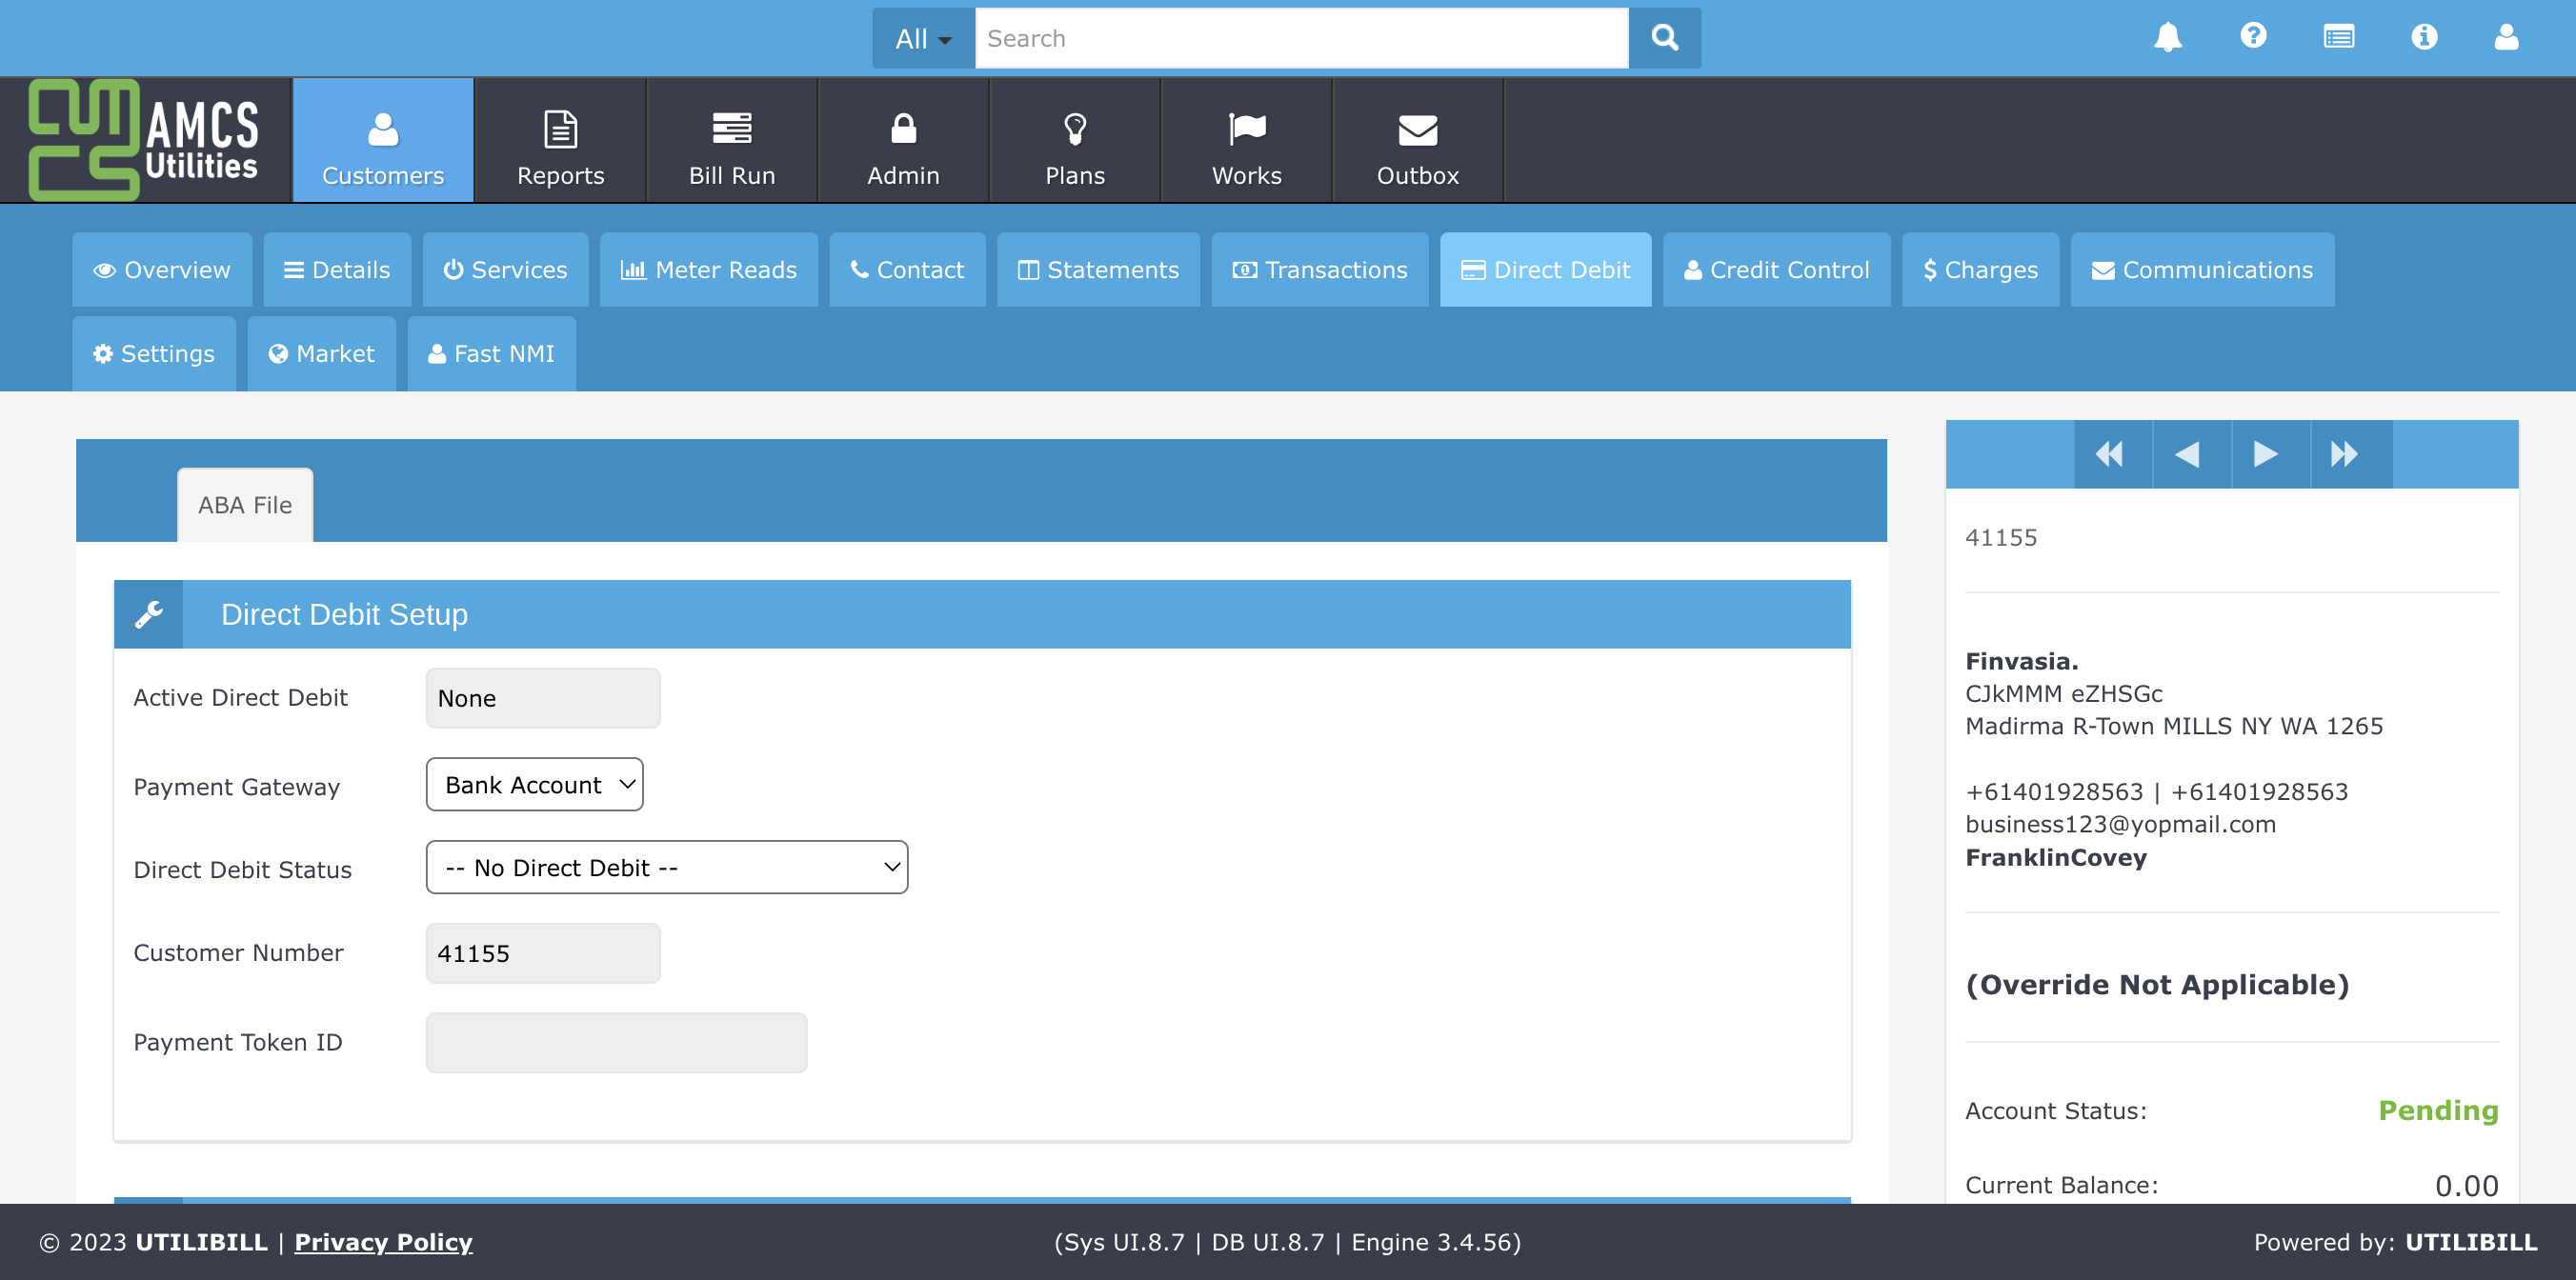 All
Search
AMCS
Utilities
Customers
Reports
Bill Run
Admin
Plans
Works
Outbox
Overview
Details
Services
Meter Reads
Contact
Statements
Transactions
Direct Debit
Credit Control
$ Charges
Communications
Settings
Market
Fast NMI
ABA File
Direct Debit Setup
Active Direct Debit
None
Payment Gateway
Bank Account
Direct Debit Status
-- No Direct Debit --
Customer Number
41155
Payment Token ID
41155
Finvasia.
CJkMMM eZHSGc
Madirma R-Town MILLS NY WA 1265
+61401928563 | +61401928563
business123@yopmail.com
FranklinCovey
(Override Not Applicable)
Account Status: Pending
Current Balance: 0.00
© 2023 UTILIBILL | Privacy Policy
(Sys UI.8.7 | DB UI.8.7 | Engine 3.4.56)
Powered by: UTILIBILL